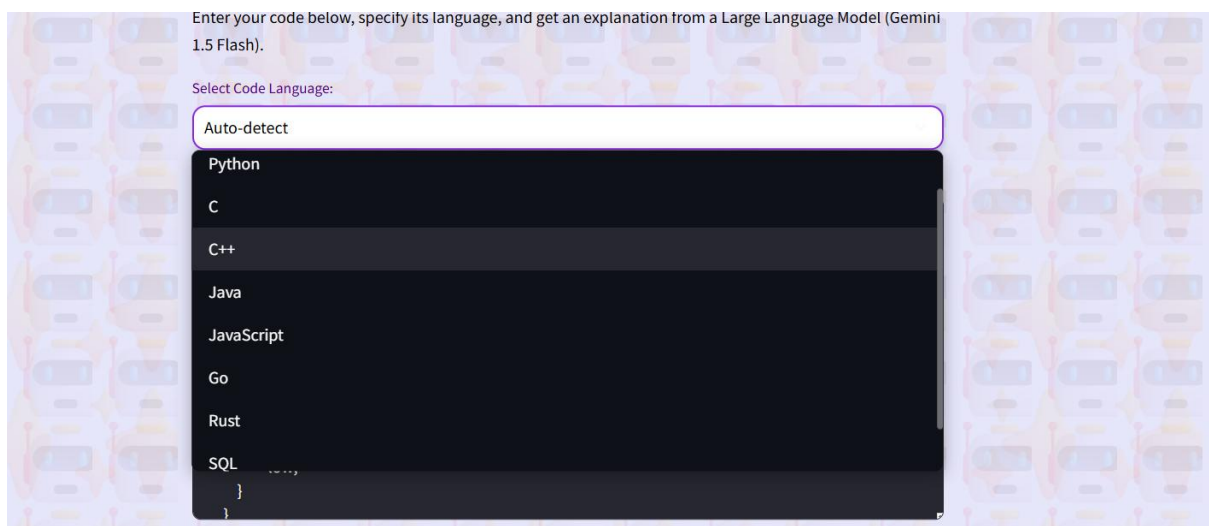 Enter your code below, specify its language, and get an explanation from a Large Language Model (Gemini
1.5 Flash).
Select Code Language:
Auto-detect
Python
C
C++
Java
JavaScript
Go
Rust
SQL
}
}